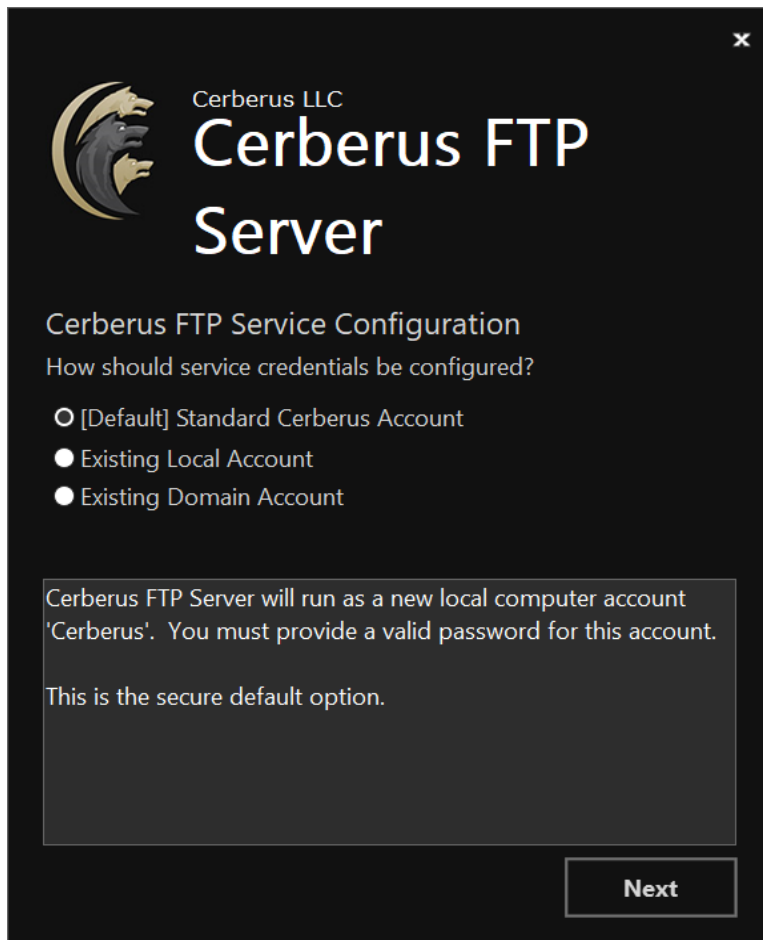 Cerberus LLC
Cerberus FTP
Server
Cerberus FTP Service Configuration
How should service credentials be configured?
[Default] Standard Cerberus Account
Existing Local Account
Existing Domain Account
Cerberus FTP Server will run as a new local computer account
'Cerberus'.  You must provide a valid password for this account.
This is the secure default option.
Next